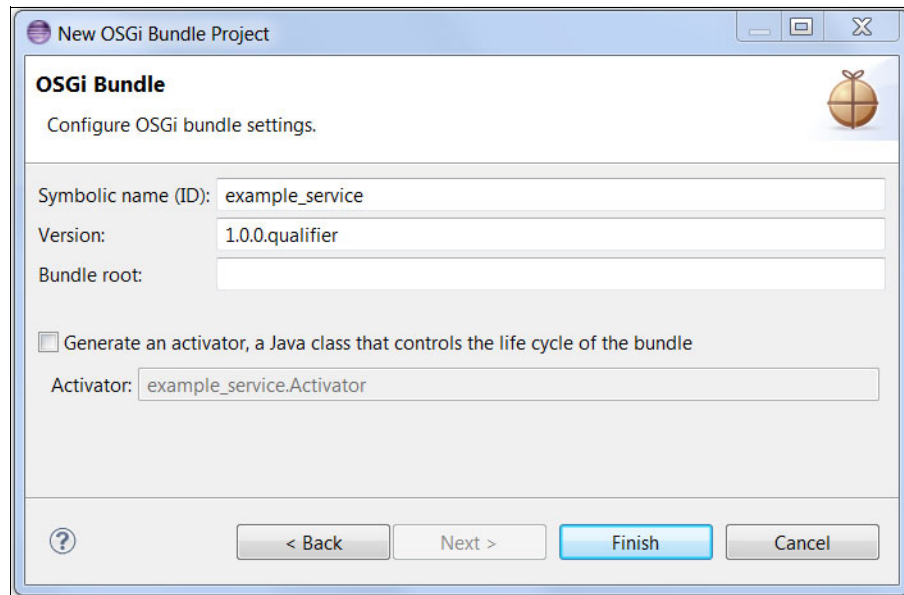 New OSGi Bundle Project
OSGi Bundle
Configure OSGi bundle settings.
Symbolic name (ID): example_service
Version: 1.0.0.qualifier
Bundle root:
Generate an activator, a Java class that controls the life cycle of the bundle
Activator: example_service.Activator
? < Back Next > Finish Cancel